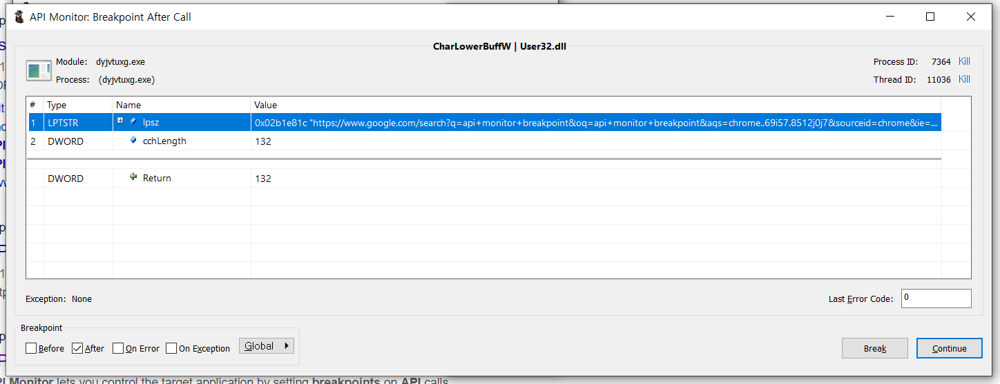 API Monitor: Breakpoint After Call
CharLowerBuffW | User32.dll
Module: dyjvtuxg.exe
Process ID: 7364 Kill
Process: (dyjvtuxg.exe)
Thread ID: 11036 Kill
# Type Name Value
1 LPTSTR lpsz 0x02b1e81c "https://www.google.com/search?q=api+monitor+breakpoint&oq=api+monitor+breakpoint&aqs=chrome..69i57.8512j0j7&sourceid=chrome&ie=...
2 DWORD cchLength 132
DWORD Return 132
Exception: None
Last Error Code: 0
Breakpoint
Before After On Error On Exception Global
Break Continue
Monitor lets you control the target application by setting breakpoints on API calls